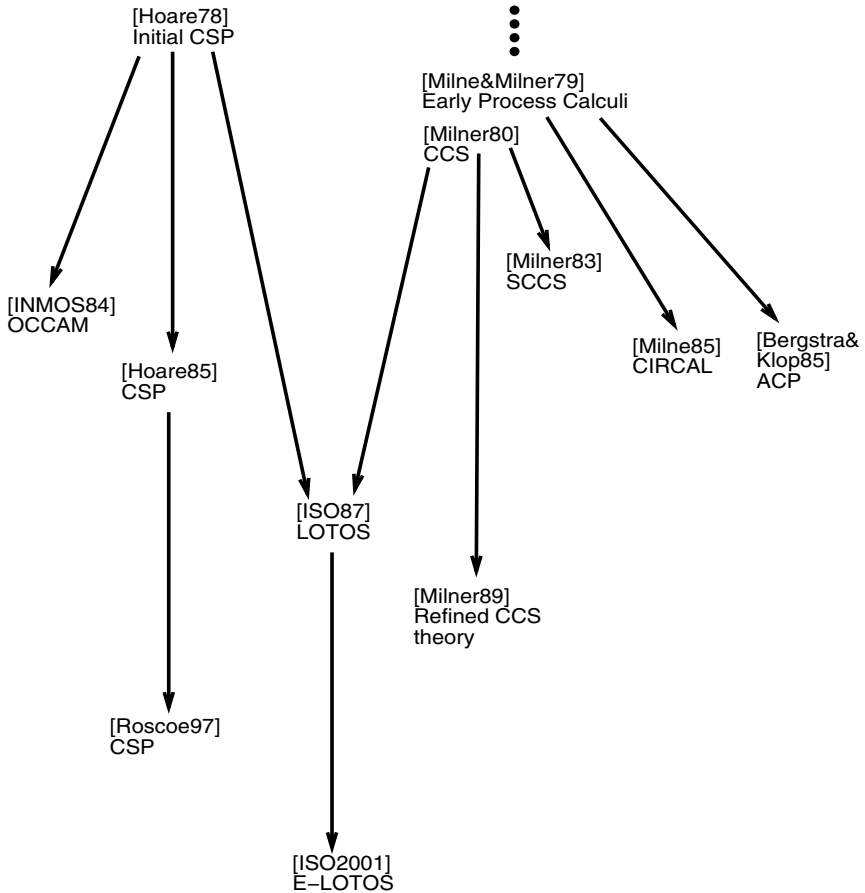 [Hoare78]
Initial CSP
[Milne&Milner79]
Early Process Calculi
[Milner80]
CCS
[Milner83]
SCCS
[INMOS84]
OCCAM
[Hoare85]
CSP
[Milne85]
CIRCAL
[Bergstra&
Klop85]
ACP
[ISO87]
LOTOS
[Milner89]
Refined CCS
theory
[Roscoe97]
CSP
[ISO2001]
E−LOTOS